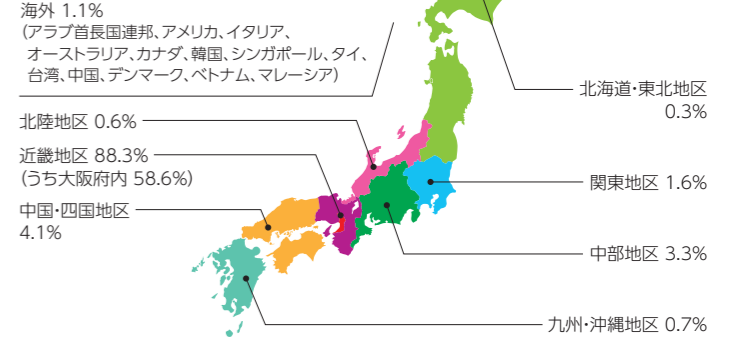 海外 1.1%
（アラブ首長国連邦、アメリカ、イタリア、
オーストラリア、カナダ、韓国、シンガポール、タイ、
台湾、中国、デンマーク、ベトナム、マレーシア）
北海道・東北地区
0.3%
北陸地区 0.6%
近畿地区 88.3%
（うち大阪府内 58.6%）
関東地区 1.6%
中国・四国地区
4.1%
中部地区 3.3%
九州・沖縄地区 0.7%